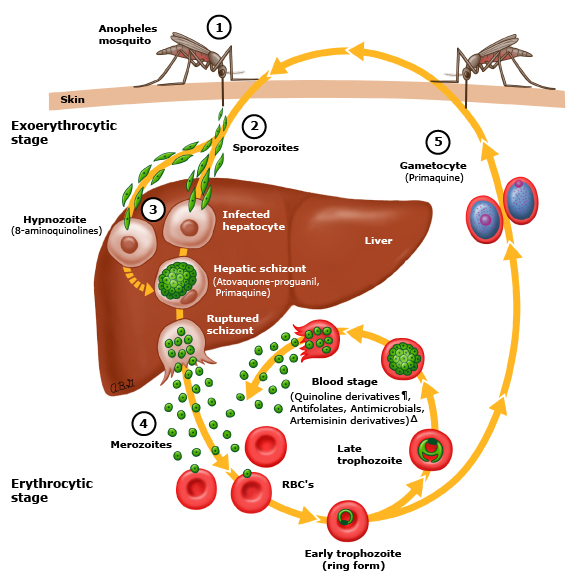 Anopheles
mosquito
1
Skin
Exoerythrocytic
stage
2
Sporozoites
5
Gametocyte
(Primaquine)
3
Hypnozoite
(8-aminoquinolines)
Infected
hepatocyte
Liver
Hepatic schizont
(Atovaquone-proguanil,
Primaquine)
Ruptured
schizont
Blood stage
(Quinoline derivatives ¶,
Antifolates, Antimicrobials,
Artemisinin derivatives) Δ
4
Merozoites
Late
trophozoite
Erythrocytic
stage
RBC's
Early trophozoite
(ring form)